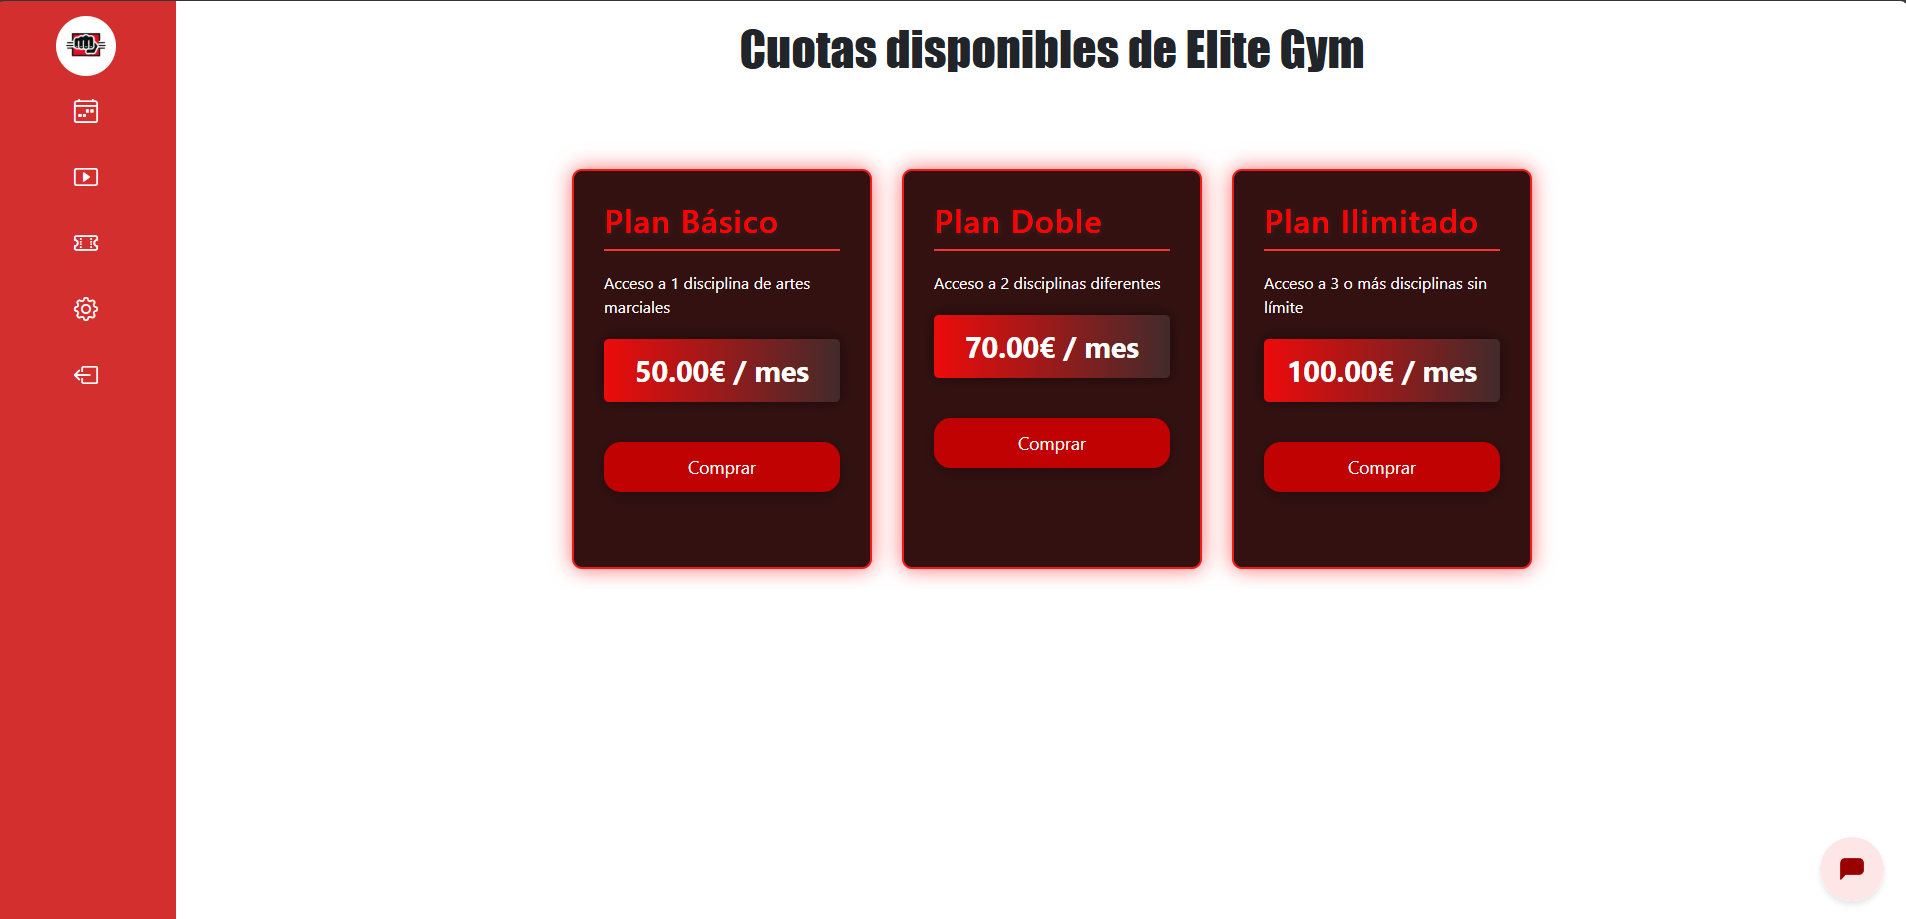 Cuotas disponibles de Elite Gym
Plan Básico
Acceso a 1 disciplina de artes
marciales
50.00€ / mes
Comprar
Plan Doble
Acceso a 2 disciplinas diferentes
70.00€ / mes
Comprar
Plan Ilimitado
Acceso a 3 o más disciplinas sin
límite
100.00€ / mes
Comprar